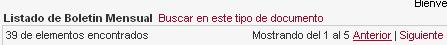 Bienve
Listado de Boletin Mensual Buscar en este tipo de documento
39 de elementos encontrados Mostrando del 1 al 5 Anterior | Siguiente